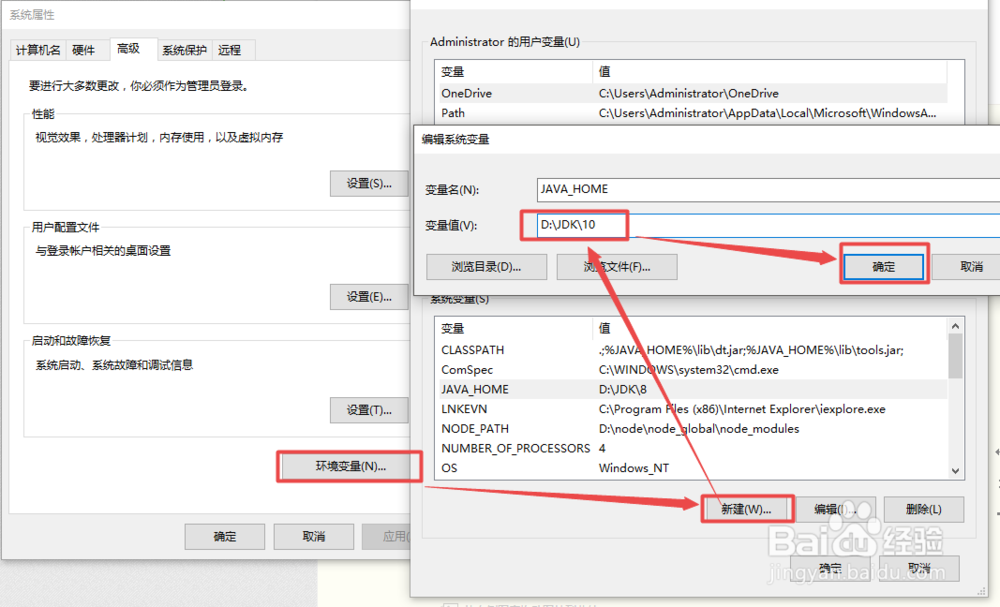 系统属性
计算机名 硬件 高级 系统保护 远程
要进行大多数更改，你必须作为管理员登录。
性能
视觉效果，处理器计划，内存使用，以及虚拟内存
设置(S)...
用户配置文件
与登录帐户相关的桌面设置
设置(E)...
启动和故障恢复
系统启动、系统故障和调试信息
设置(T)...
环境变量(N)...
确定 取消 应用(
Administrator 的用户变量(U)
变量 值
OneDrive C:\Users\Administrator\OneDrive
Path C:\Users\Administrator\AppData\Local\Microsoft\WindowsA...
编辑系统变量
变量名(N): JAVA_HOME
变量值(V): D:\JDK\10
浏览目录(D)... 浏览文件(F)... 确定 取消
系统变量(S)
变量 值
CLASSPATH .;%JAVA_HOME%\lib\dt.jar;%JAVA_HOME%\lib\tools.jar;
ComSpec C:\WINDOWS\system32\cmd.exe
JAVA_HOME D:\JDK\8
LNKEVN C:\Program Files (x86)\Internet Explorer\iexplore.exe
NODE_PATH D:\node\node_global\node_modules
NUMBER_OF_PROCESSORS 4
OS Windows_NT
新建(W)... 编辑(I)... 删除(L)
确定 取消
Baidu 经验
jingyan.baidu.com